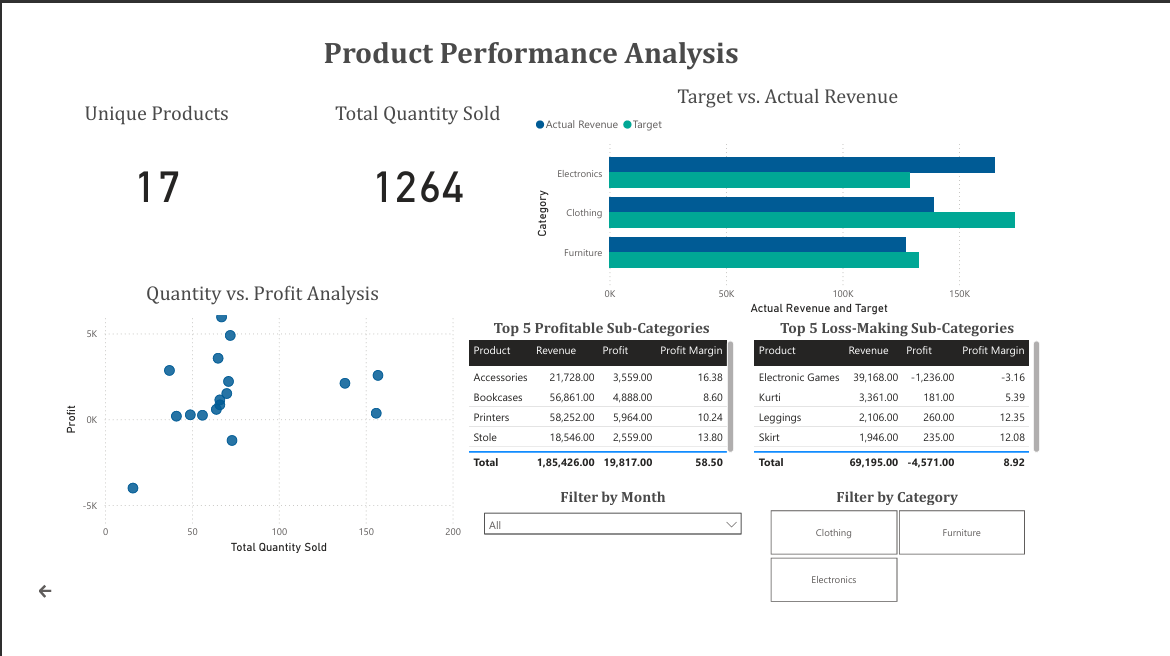 Product Performance Analysis
Unique Products
17
Total Quantity Sold
1264
Target vs. Actual Revenue
Actual Revenue Target
Category
Electronics
Clothing
Furniture
0K 50K 100K 150K
Actual Revenue and Target
Quantity vs. Profit Analysis
Profit
5K
0K
-5K
0 50 100 150 200
Total Quantity Sold
Top 5 Profitable Sub-Categories
Product Revenue Profit Profit Margin
Accessories 21,728.00 3,559.00 16.38
Bookcases 56,861.00 4,888.00 8.60
Printers 58,252.00 5,964.00 10.24
Stole 18,546.00 2,559.00 13.80
Total 1,85,426.00 19,817.00 58.50
Top 5 Loss-Making Sub-Categories
Product Revenue Profit Profit Margin
Electronic Games 39,168.00 -1,236.00 -3.16
Kurti 3,361.00 181.00 5.39
Leggings 2,106.00 260.00 12.35
Skirt 1,946.00 235.00 12.08
Total 69,195.00 -4,571.00 8.92
Filter by Month
All
Filter by Category
Clothing Furniture
Electronics